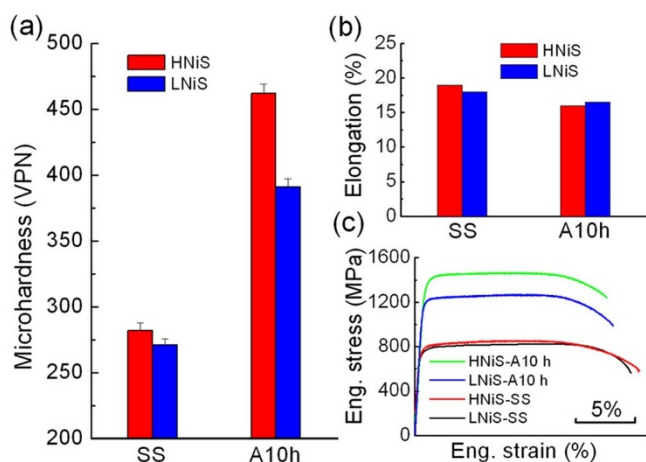 (a)
500
450
400
350
300
250
200
Microhardness (VPN)
HNiS
LNiS
SS A10h
(b)
25
20
15
10
5
0
Elongation (%)
HNiS
LNiS
SS A10h
(c)
1600
1200
800
400
0
Eng. stress (MPa)
HNiS-A10 h
LNiS-A10 h
HNiS-SS
LNiS-SS
5%
Eng. strain (%)